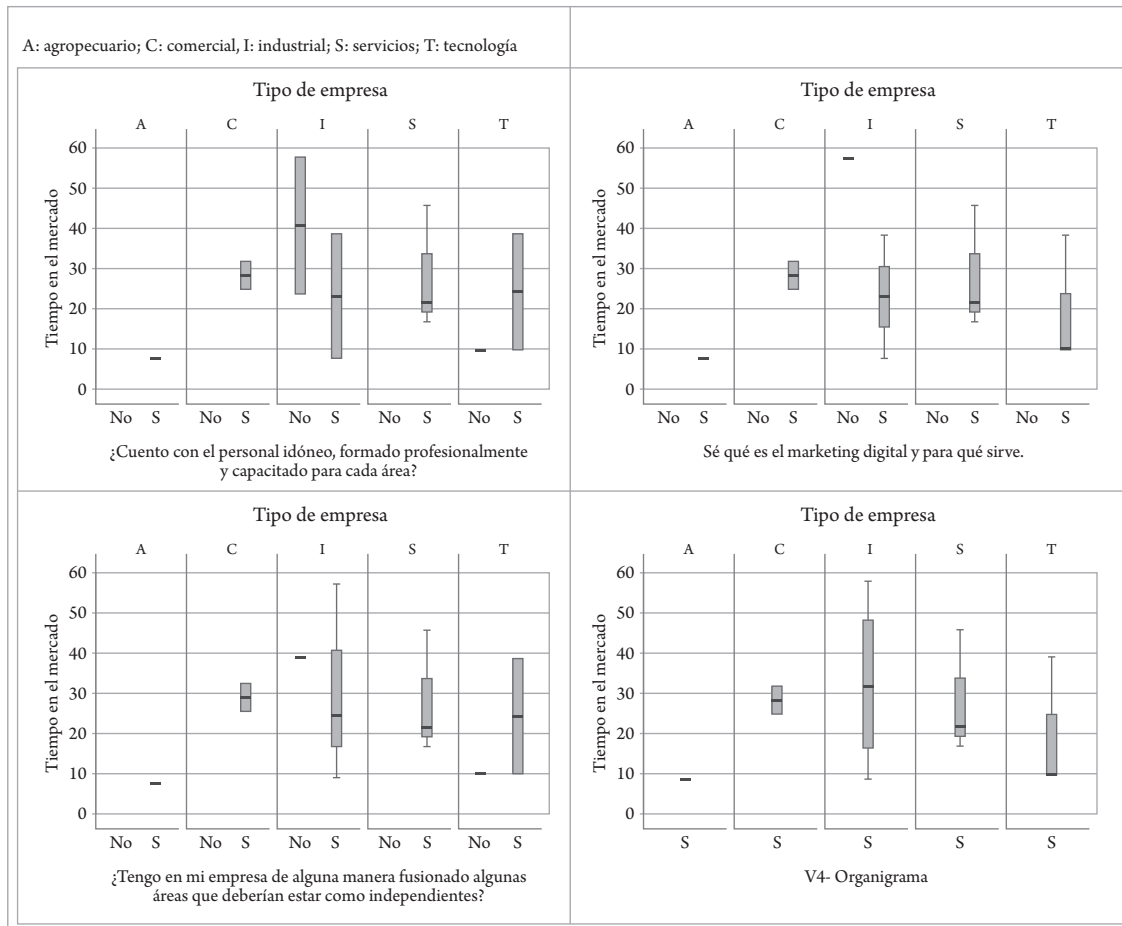 A: agropecuario; C: comercial, I: industrial; S: servicios; T: tecnología
Tipo de empresa
A C I S T
Tiempo en el mercado
60
50
40
30
20
10
0
No S No S No S No S No S
¿Cuento con el personal idóneo, formado profesionalmente
y capacitado para cada área?
Tipo de empresa
A C I S T
Tiempo en el mercado
60
50
40
30
20
10
0
No S No S No S No S No S
Sé qué es el marketing digital y para qué sirve.
Tipo de empresa
A C I S T
Tiempo en el mercado
60
50
40
30
20
10
0
No S No S No S No S No S
¿Tengo en mi empresa de alguna manera fusionado algunas
áreas que deberían estar como independientes?
Tipo de empresa
A C I S T
Tiempo en el mercado
60
50
40
30
20
10
0
S S S S S
V4- Organigrama